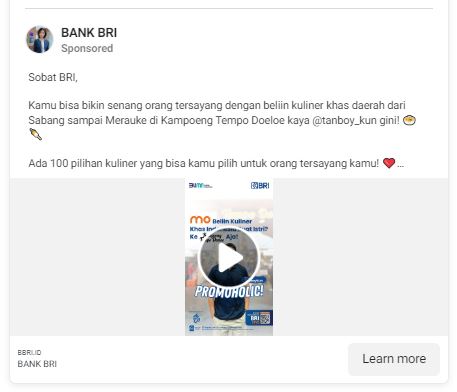 BANK BRI
Sponsored
Sobat BRI,
Kamu bisa bikin senang orang tersayang dengan beliin kuliner khas daerah dari
Sabang sampai Merauke di Kampoeng Tempo Doeloe kaya @tanboy_kun gini! 🍲
🍢
Ada 100 pilihan kuliner yang bisa kamu pilih untuk orang tersayang kamu! ❤️...
BUMN
BRI
mo Beliin Kuliner
Khas Indonesia Buat Istri?
Ke Aja!
PROMOHOLIC!
BRI
BBRI.ID
BANK BRI
Learn more